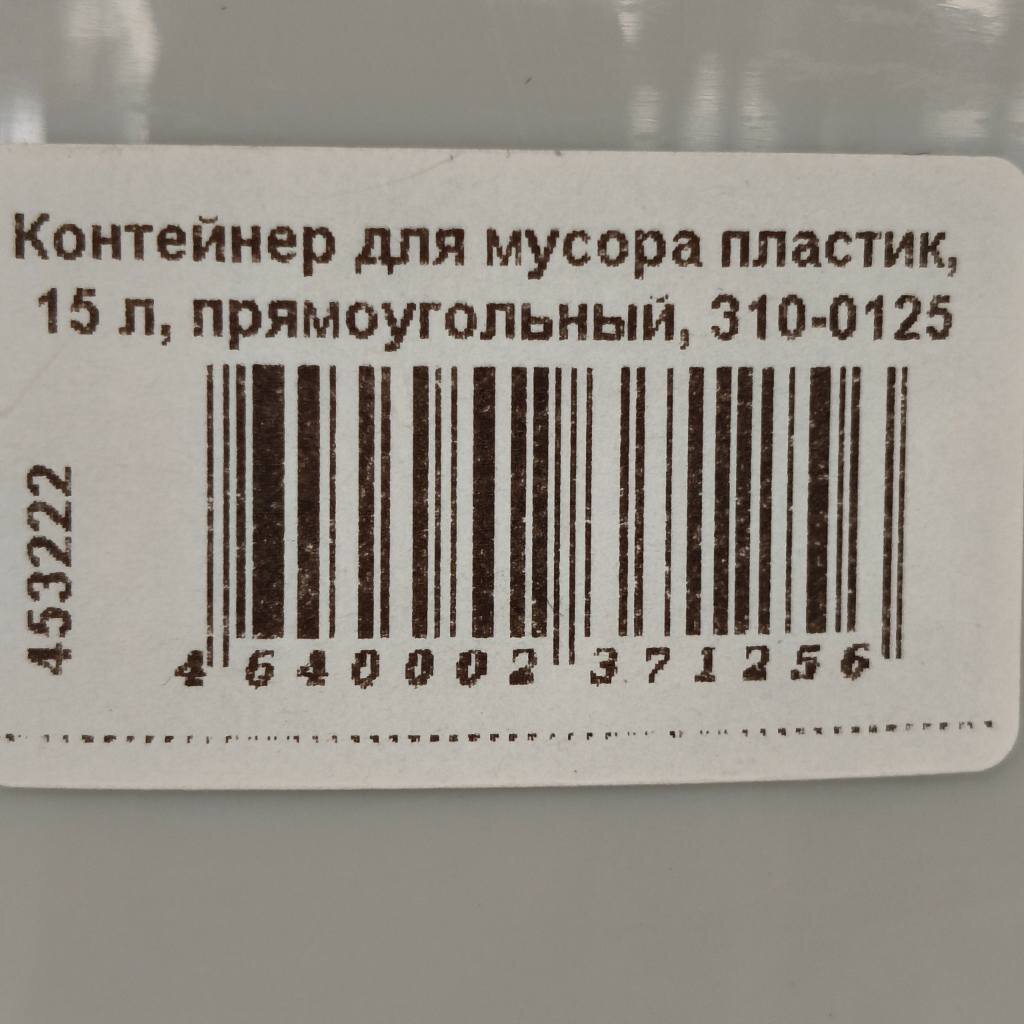 Контейнер для мусора пластик,
15 л, прямоугольный, 310-0125
453222
4 640002 371256